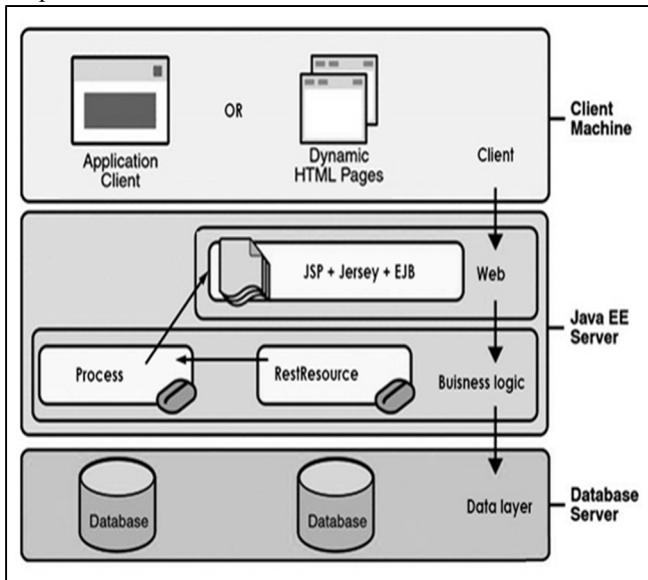 OR
Application
Client
Dynamic
HTML Pages
Client
Client
Machine
JSP + Jersey + EJB
Web
Java EE
Server
Process
RestResource
Buisness logic
Database
Database
Data layer
Database
Server